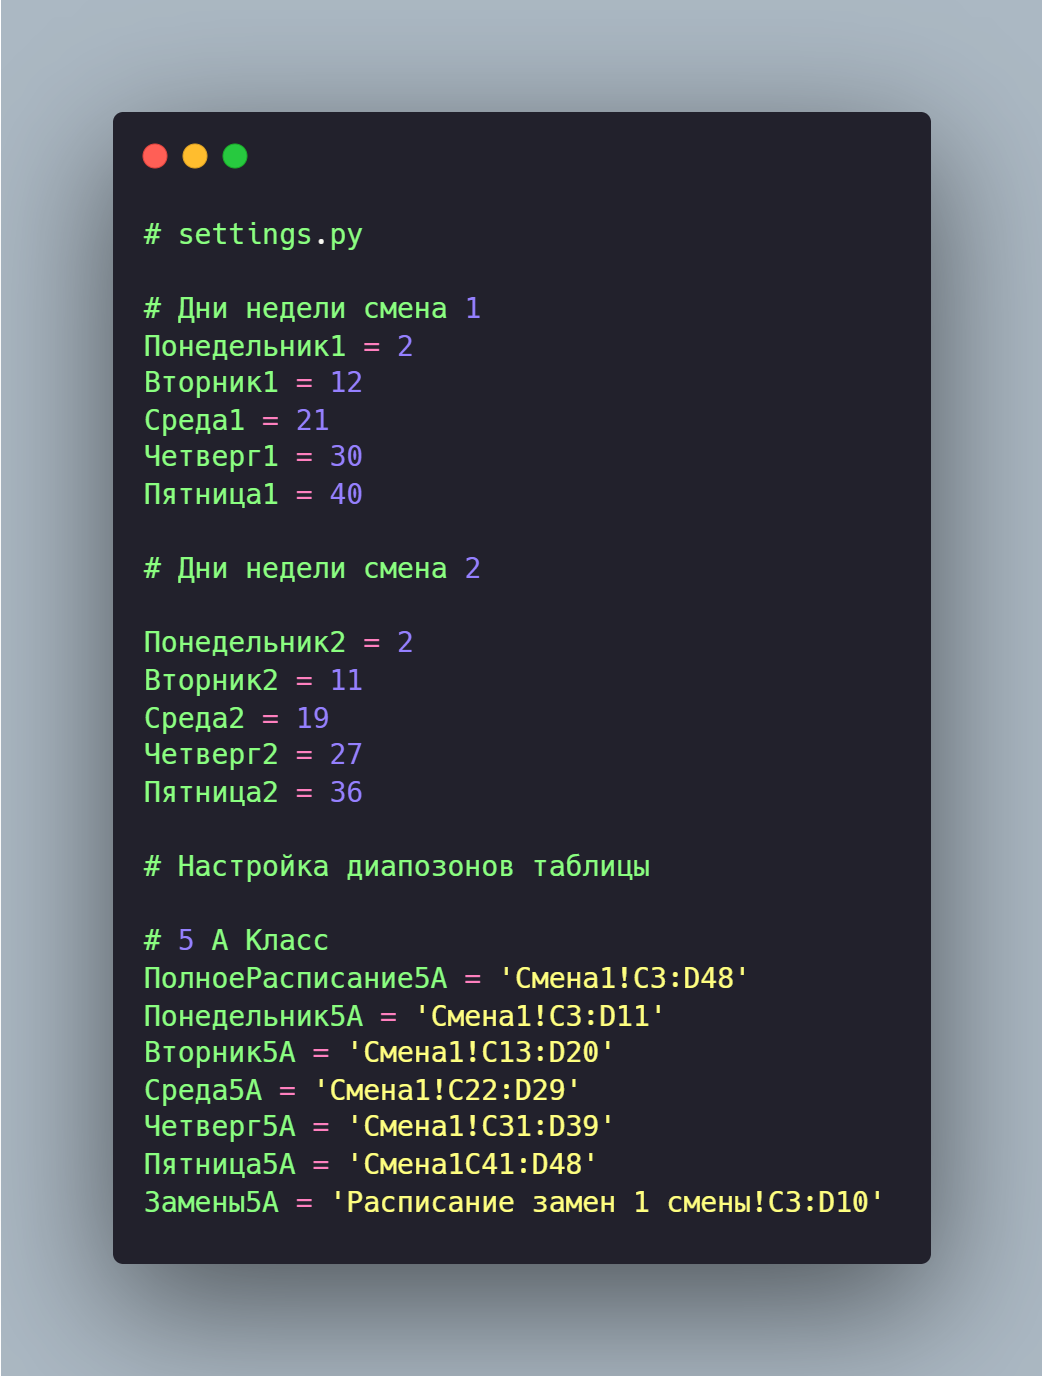 # settings.py
# Дни недели смена 1
Понедельник1 = 2
Вторник1 = 12
Среда1 = 21
Четверг1 = 30
Пятница1 = 40
# Дни недели смена 2
Понедельник2 = 2
Вторник2 = 11
Среда2 = 19
Четверг2 = 27
Пятница2 = 36
# Настройка диапозонов таблицы
# 5 А Класс
ПолноеРасписание5А = 'Смена1!C3:D48'
Понедельник5А = 'Смена1!C3:D11'
Вторник5А = 'Смена1!C13:D20'
Среда5А = 'Смена1!C22:D29'
Четверг5А = 'Смена1!C31:D39'
Пятница5А = 'Смена1C41:D48'
Замены5А = 'Расписание замен 1 смены!C3:D10'